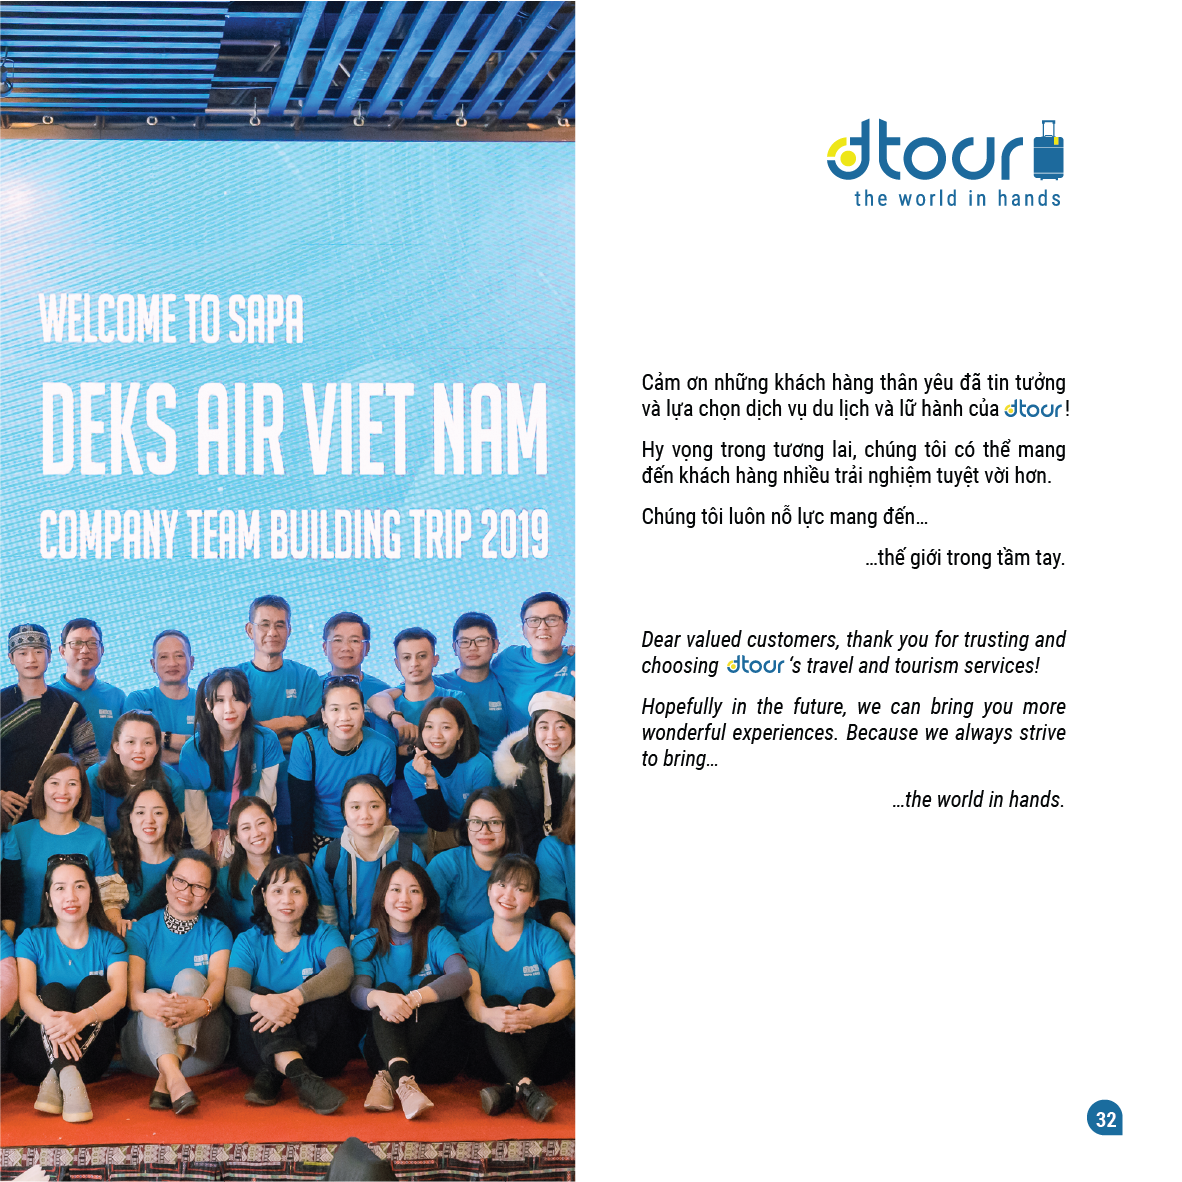 WELCOME TO SAPA
DEKS AIR VIET NAM
COMPANY TEAM BUILDING TRIP 2019
dtour
the world in hands
Cảm ơn những khách hàng thân yêu đã tin tưởng
và lựa chọn dịch vụ du lịch và lữ hành của dtour!
Hy vọng trong tương lai, chúng tôi có thể mang
đến khách hàng nhiều trải nghiệm tuyệt vời hơn.
Chúng tôi luôn nỗ lực mang đến...
...thế giới trong tầm tay.
Dear valued customers, thank you for trusting and
choosing dtour ‘s travel and tourism services!
Hopefully in the future, we can bring you more
wonderful experiences. Because we always strive
to bring...
...the world in hands.
32